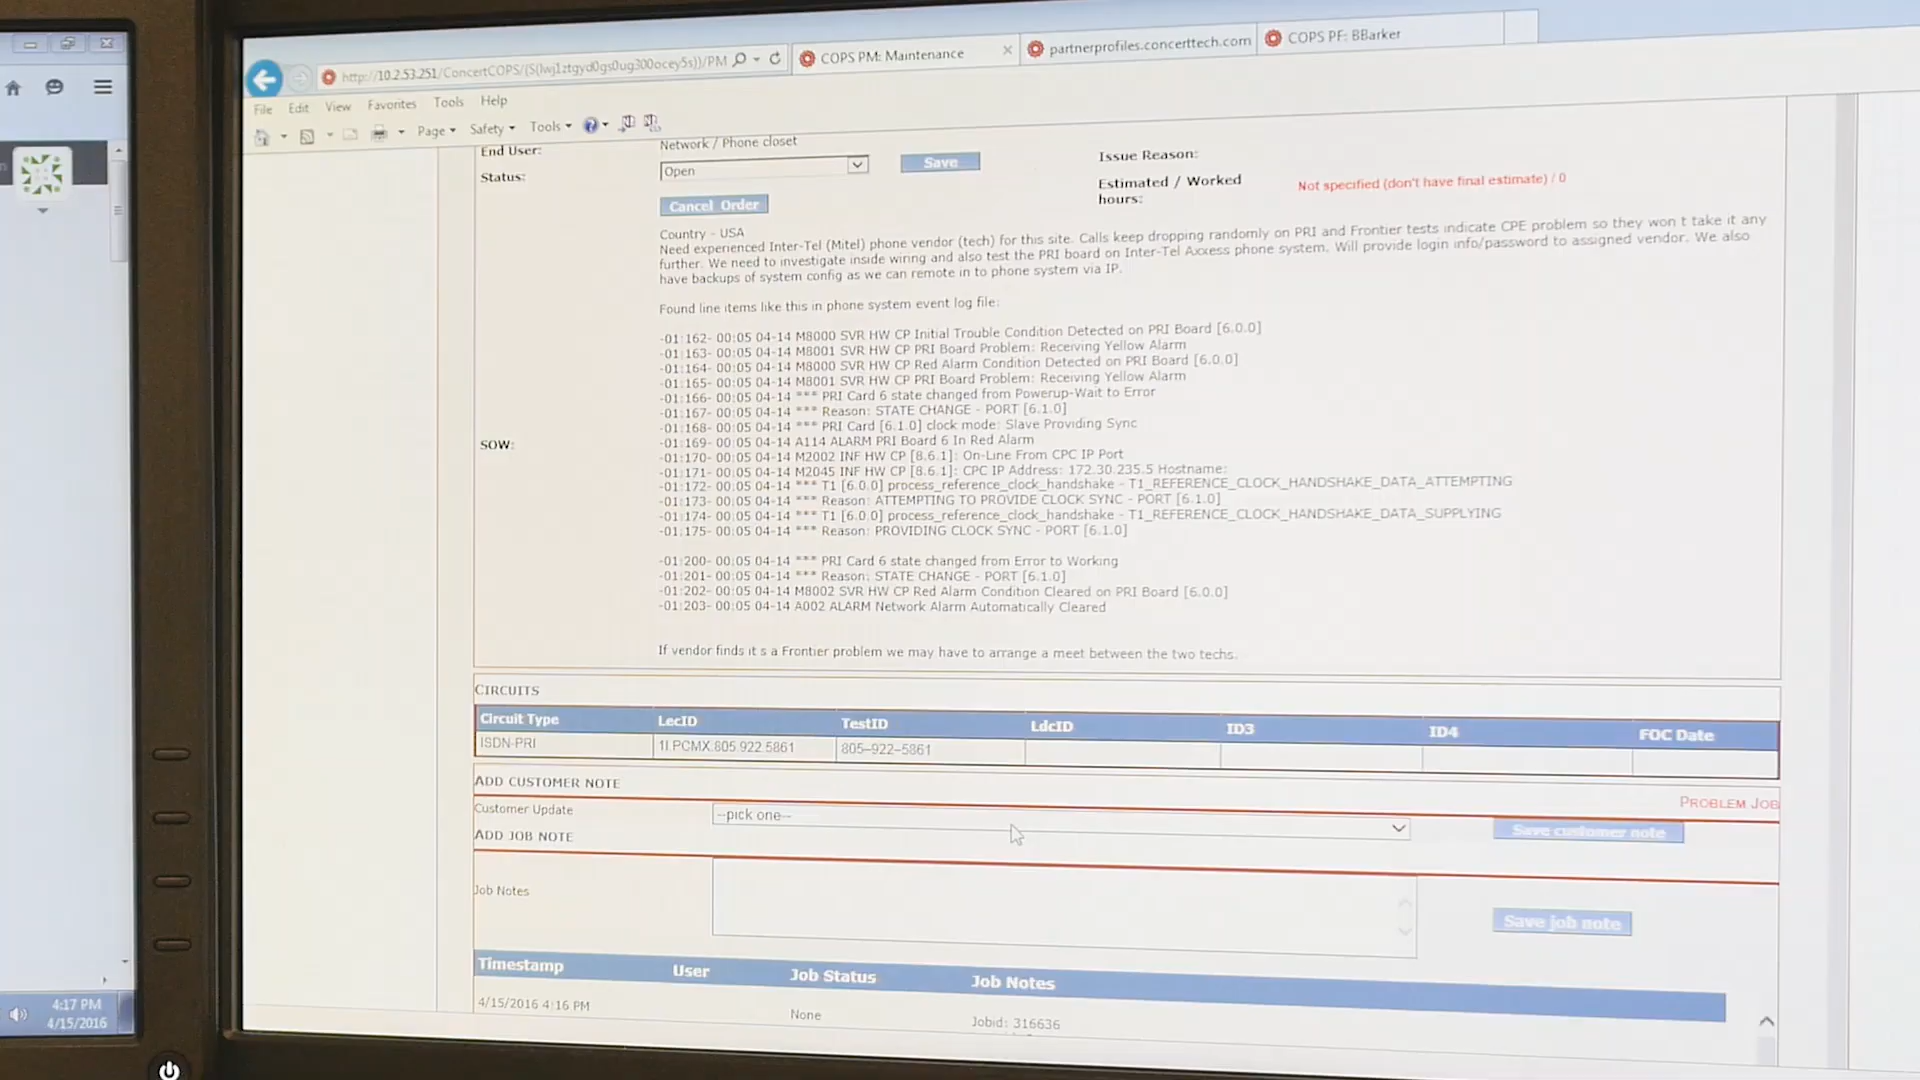 COPS PM: Maintenance
partnerprofiles.concerttech.com
COPS PF: BBarker
http://10.2.53.251/ConcertCOPS/(S(lwj1ztgyd0gs0ug300ocey5s))/PM
File Edit View Favorites Tools Help
Page Safety Tools
End User: Network / Phone closet
Issue Reason:
Status: Open Save
Estimated / Worked hours: Not specified (don't have final estimate) / 0
Cancel Order
Country - USA
Need experienced Inter-Tel (Mitel) phone vendor (tech) for this site. Calls keep dropping randomly on PRI and Frontier tests indicate CPE problem so they won t take it any
further. We need to investigate inside wiring and also test the PRI board on Inter-Tel Axxess phone system. Will provide login info/password to assigned vendor. We also
have backups of system config as we can remote in to phone system via IP.
Found line items like this in phone system event log file:
-01:162- 00:05 04-14 M8000 SVR HW CP Initial Trouble Condition Detected on PRI Board [6.0.0]
-01:163- 00:05 04-14 M8001 SVR HW CP PRI Board Problem: Receiving Yellow Alarm
-01:164- 00:05 04-14 M8000 SVR HW CP Red Alarm Condition Detected on PRI Board [6.0.0]
-01:165- 00:05 04-14 M8001 SVR HW CP PRI Board Problem: Receiving Yellow Alarm
-01:166- 00:05 04-14 *** PRI Card 6 state changed from Powerup-Wait to Error
-01:167- 00:05 04-14 *** Reason: STATE CHANGE - PORT [6.1.0]
-01:168- 00:05 04-14 *** PRI Card [6.1.0] clock mode: Slave Providing Sync
SOW:
-01:169- 00:05 04-14 A114 ALARM PRI Board 6 In Red Alarm
-01:170- 00:05 04-14 M2002 INF HW CP [8.6.1]: On-Line From CPC IP Port
-01:171- 00:05 04-14 M2045 INF HW CP [8.6.1]: CPC IP Address: 172.30.235.5 Hostname:
-01:172- 00:05 04-14 *** T1 [6.0.0] process_reference_clock_handshake - T1_REFERENCE_CLOCK_HANDSHAKE_DATA_ATTEMPTING
-01:173- 00:05 04-14 *** Reason: ATTEMPTING TO PROVIDE CLOCK SYNC - PORT [6.1.0]
-01:174- 00:05 04-14 *** T1 [6.0.0] process_reference_clock_handshake - T1_REFERENCE_CLOCK_HANDSHAKE_DATA_SUPPLYING
-01:175- 00:05 04-14 *** Reason: PROVIDING CLOCK SYNC - PORT [6.1.0]
-01:200- 00:05 04-14 *** PRI Card 6 state changed from Error to Working
-01:201- 00:05 04-14 *** Reason: STATE CHANGE - PORT [6.1.0]
-01:202- 00:05 04-14 M8002 SVR HW CP Red Alarm Condition Cleared on PRI Board [6.0.0]
-01:203- 00:05 04-14 A002 ALARM Network Alarm Automatically Cleared
If vendor finds it s a Frontier problem we may have to arrange a meet between the two techs.
CIRCUITS
Circuit Type LecID TestID LdcID ID3 ID4 FOC Date
ISDN-PRI 1I.PCMX.805.922.5861 805-922-5861
ADD CUSTOMER NOTE
PROBLEM JOB
Customer Update --pick one-- Save customer note
ADD JOB NOTE
Job Notes Save job note
Timestamp User Job Status Job Notes
4/15/2016 4:16 PM None Jobid: 316636
4:17 PM
4/15/2016